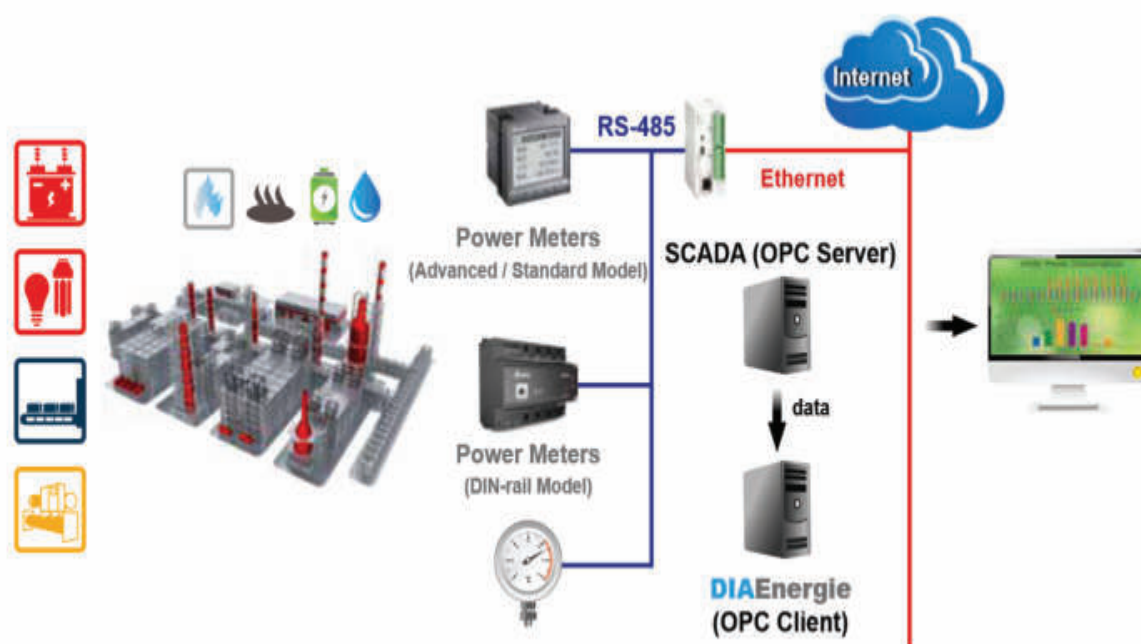 Internet
RS-485
Ethernet
Power Meters
(Advanced / Standard Model)
SCADA (OPC Server)
data
Power Meters
(DIN-rail Model)
DIAEnergie
(OPC Client)